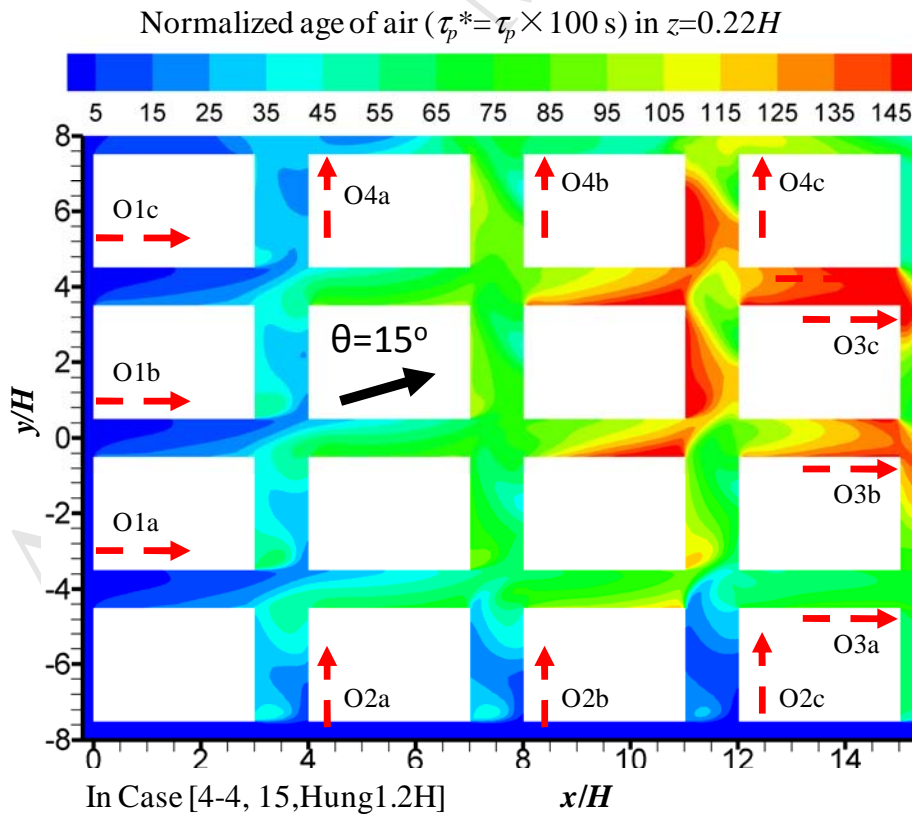 Normalized age of air (τp*=τp×100 s) in z=0.22H
5 15 25 35 45 55 65 75 85 95 105 115 125 135 145
8
O1c O4a O4b O4c
6
4
θ=15º
O3c
2
O1b
y/H
0
O3b
-2
O1a
-4
O3a
-6
O2a O2b O2c
-8
0 2 4 6 8 10 12 14
In Case [4-4, 15,Hung1.2H] x/H